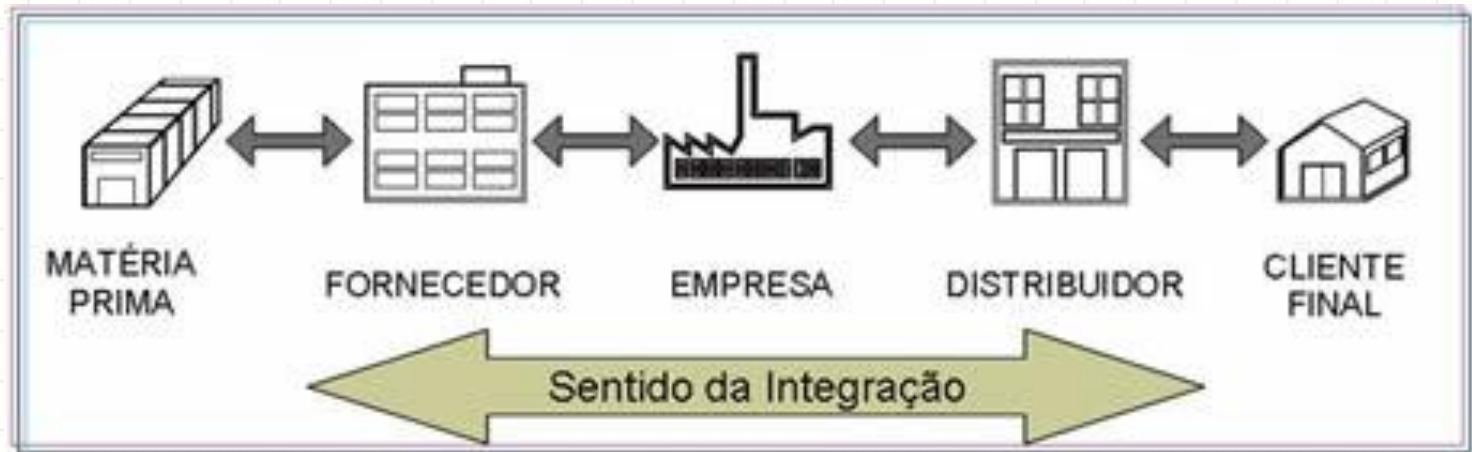 MATÉRIA
PRIMA
FORNECEDOR
EMPRESA
DISTRIBUIDOR
CLIENTE
FINAL
Sentido da Integração